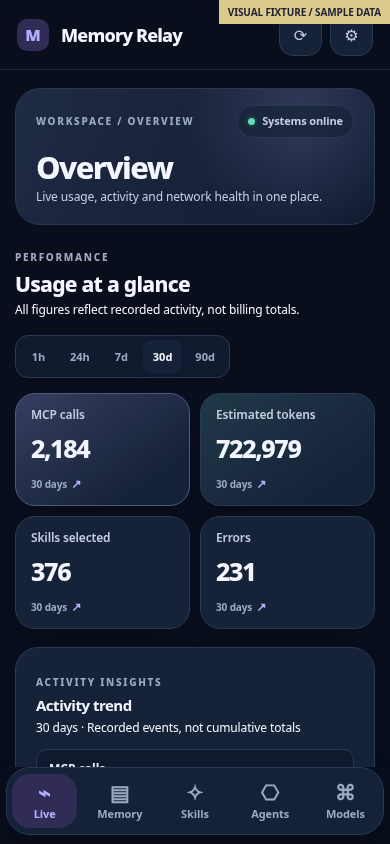 VISUAL FIXTURE / SAMPLE DATA
M Memory Relay
WORKSPACE / OVERVIEW
Systems online
Overview
Live usage, activity and network health in one place.
PERFORMANCE
Usage at a glance
All figures reflect recorded activity, not billing totals.
1h 24h 7d 30d 90d
MCP calls
2,184
30 days ↗
Estimated tokens
722,979
30 days ↗
Skills selected
376
30 days ↗
Errors
231
30 days ↗
ACTIVITY INSIGHTS
Activity trend
30 days · Recorded events, not cumulative totals
MCP calls
Live Memory Skills Agents Models